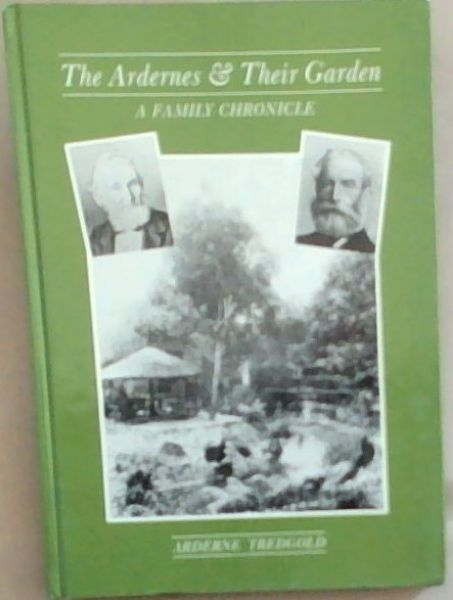 The Ardernes & Their Garden
A FAMILY CHRONICLE
ARDERNE TREDGOLD